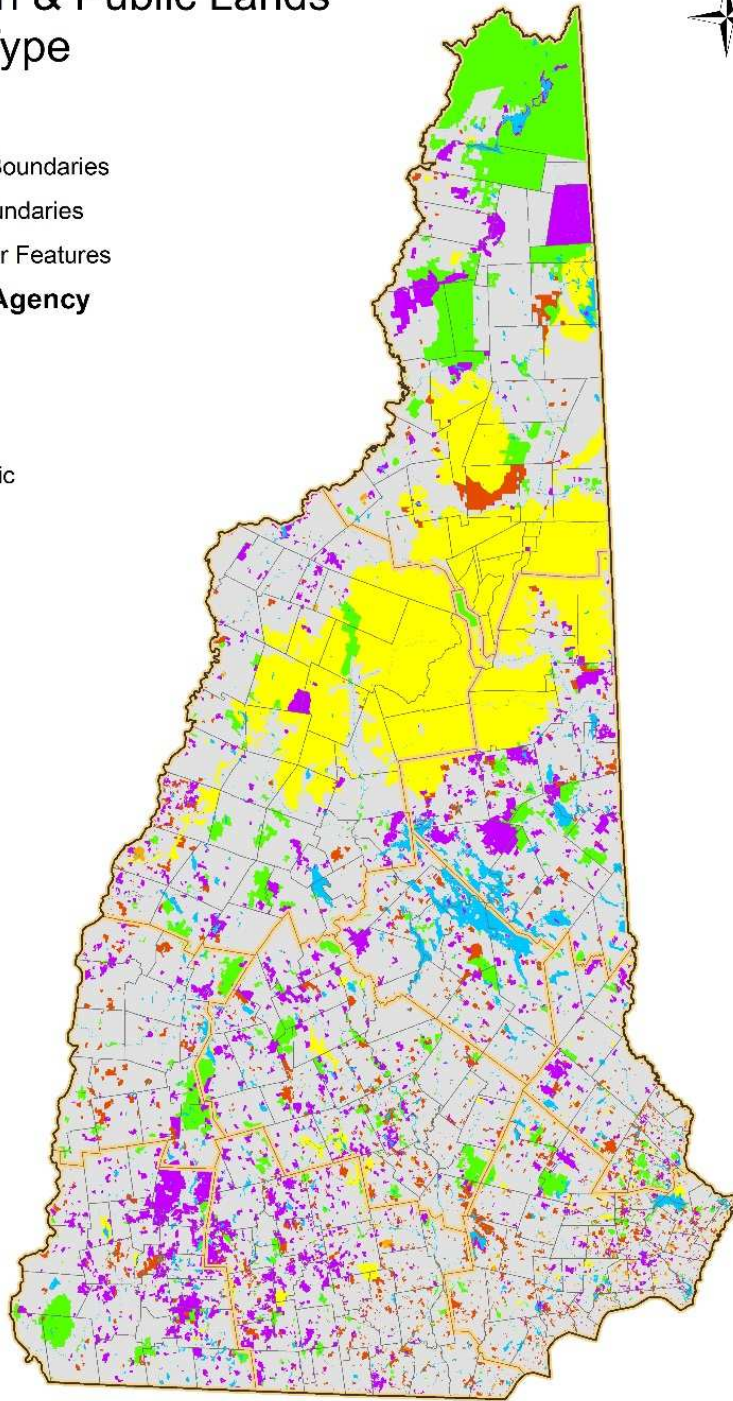 n & Public Lands
ype
Boundaries
undaries
r Features
Agency
ic